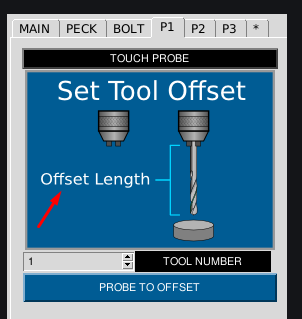 MAIN PECK BOLT P1 P2 P3 *
TOUCH PROBE
Set Tool Offset
Offset Length
1 TOOL NUMBER
PROBE TO OFFSET